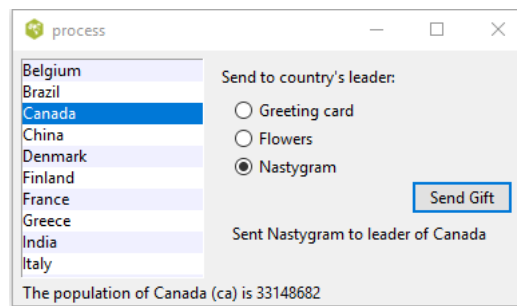 process
Belgium
Brazil
Canada
China
Denmark
Finland
France
Greece
India
Italy
Send to country's leader:
Greeting card
Flowers
Nastygram
Send Gift
Sent Nastygram to leader of Canada
The population of Canada (ca) is 33148682